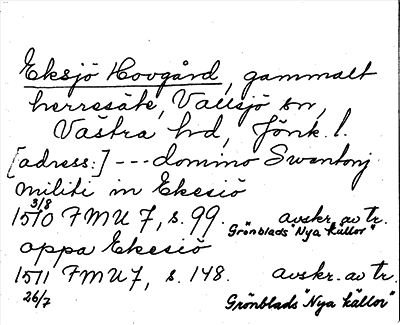 Eksjö Hovgård, gammalt
herresäte, Vallsjö sn,
Västra hd, Jönk. l.
[adress:] --- domino Swantonj
militi in Ekesiö
1510 FMU 7, s. 99. avskr. av tr.
3/8 Grönblads "Nya källor"
oppa Ekesiö
1511 FMU 7, s. 148. avskr. av tr.
26/7 Grönblads "Nya källor"